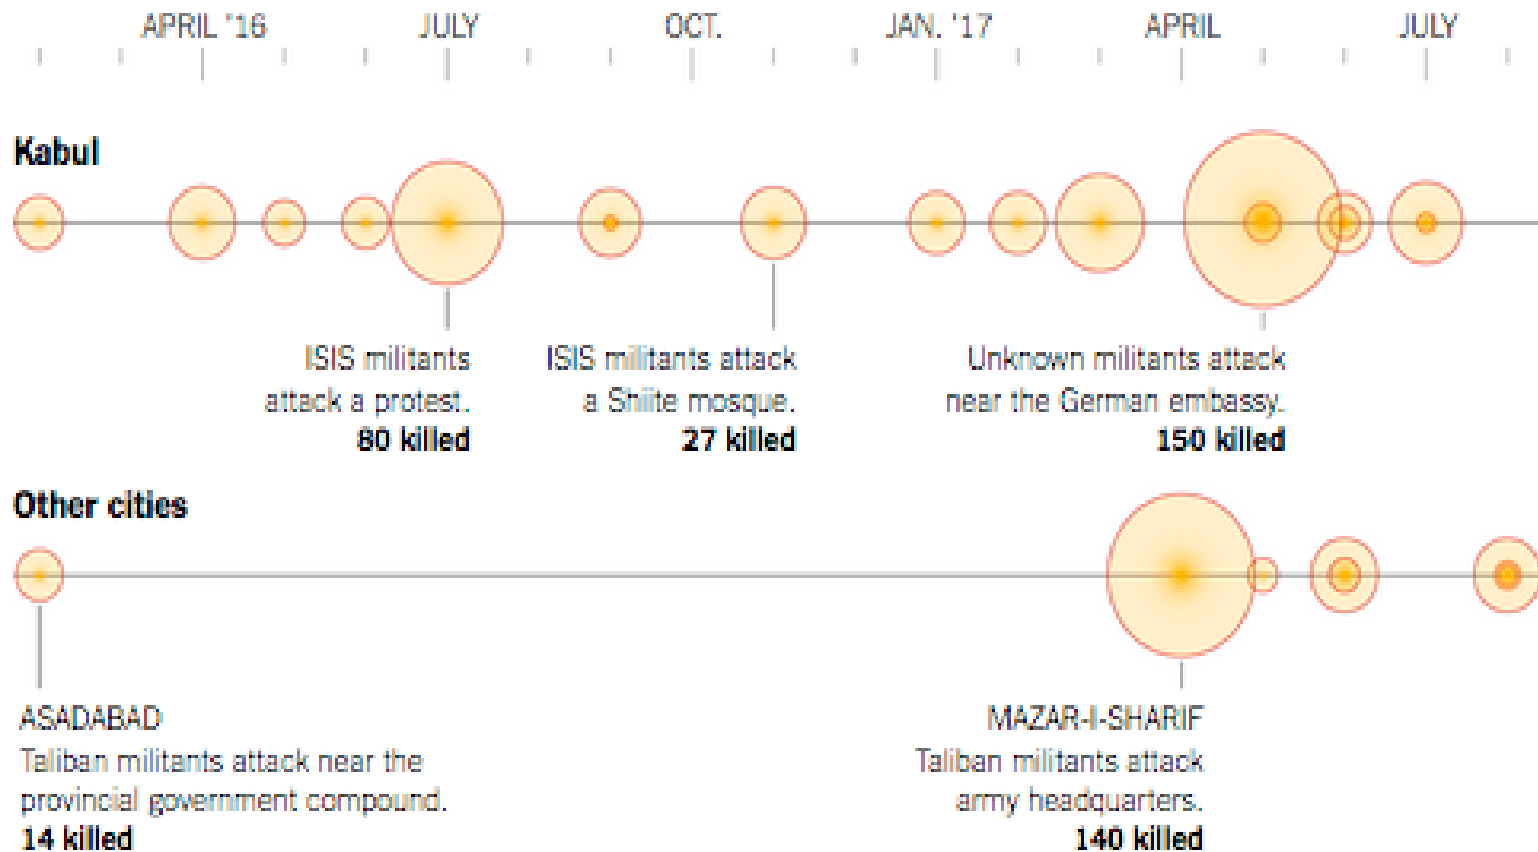 APRIL '16 JULY OCT. JAN. '17 APRIL JULY
Kabul
ISIS militants
attack a protest.
80 killed
ISIS militants attack
a Shiite mosque.
27 killed
Unknown militants attack
near the German embassy.
150 killed
Other cities
ASADABAD
Taliban militants attack near the
provincial government compound.
14 killed
MAZAR-I-SHARIF
Taliban militants attack
army headquarters.
140 killed